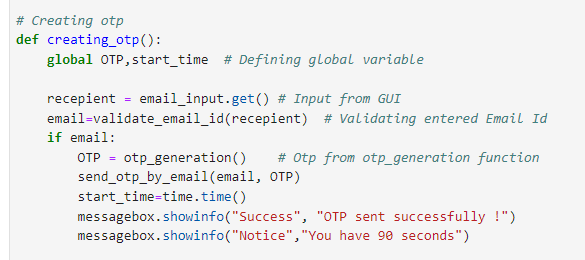 # Creating otp
def creating_otp():
    global OTP,start_time  # Defining global variable
    recepient = email_input.get() # Input from GUI
    email=validate_email_id(recepient)  # Validating entered Email Id
    if email:
        OTP = otp_generation()    # Otp from otp_generation function
        send_otp_by_email(email, OTP)
        start_time=time.time()
        messagebox.showinfo("Success", "OTP sent successfully !")
        messagebox.showinfo("Notice","You have 90 seconds")